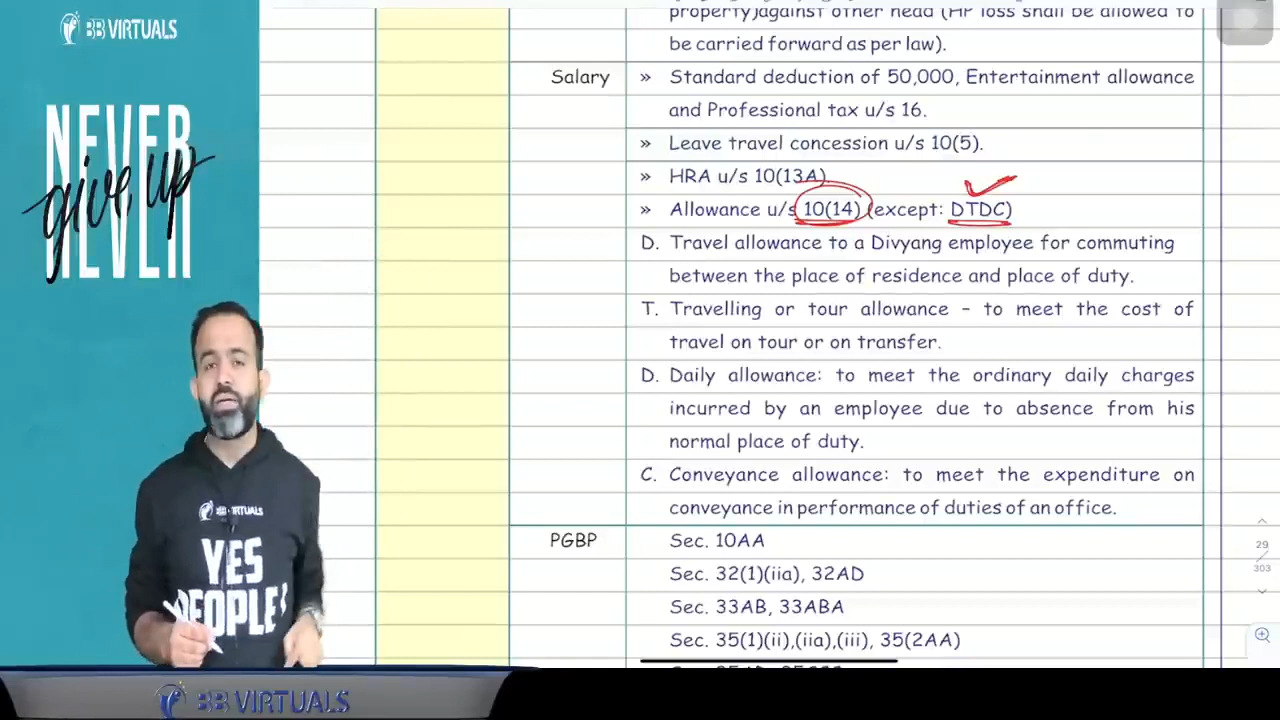 BB VIRTUALS
NEVER
give up
NEVER
property)against other head (HP loss shall be allowed to
be carried forward as per law).
Salary
» Standard deduction of 50,000, Entertainment allowance
and Professional tax u/s 16.
» Leave travel concession u/s 10(5).
» HRA u/s 10(13A)
» Allowance u/s 10(14) (except: DTDC)
D. Travel allowance to a Divyang employee for commuting
between the place of residence and place of duty.
T. Travelling or tour allowance – to meet the cost of
travel on tour or on transfer.
D. Daily allowance: to meet the ordinary daily charges
incurred by an employee due to absence from his
normal place of duty.
C. Conveyance allowance: to meet the expenditure on
conveyance in performance of duties of an office.
PGBP
Sec. 10AA
Sec. 32(1)(iia), 32AD
Sec. 33AB, 33ABA
Sec. 35(1)(ii),(iia),(iii), 35(2AA)
29
303
BB VIRTUALS
YES
PEOPLE!
BB VIRTUALS